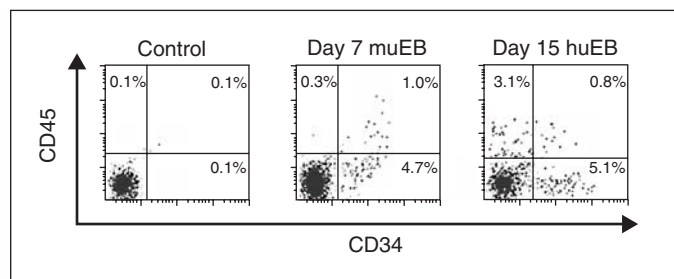 Control
Day 7 muEB
Day 15 huEB
0.1%
0.1%
0.1%
0.3%
1.0%
4.7%
3.1%
0.8%
5.1%
CD45
CD34